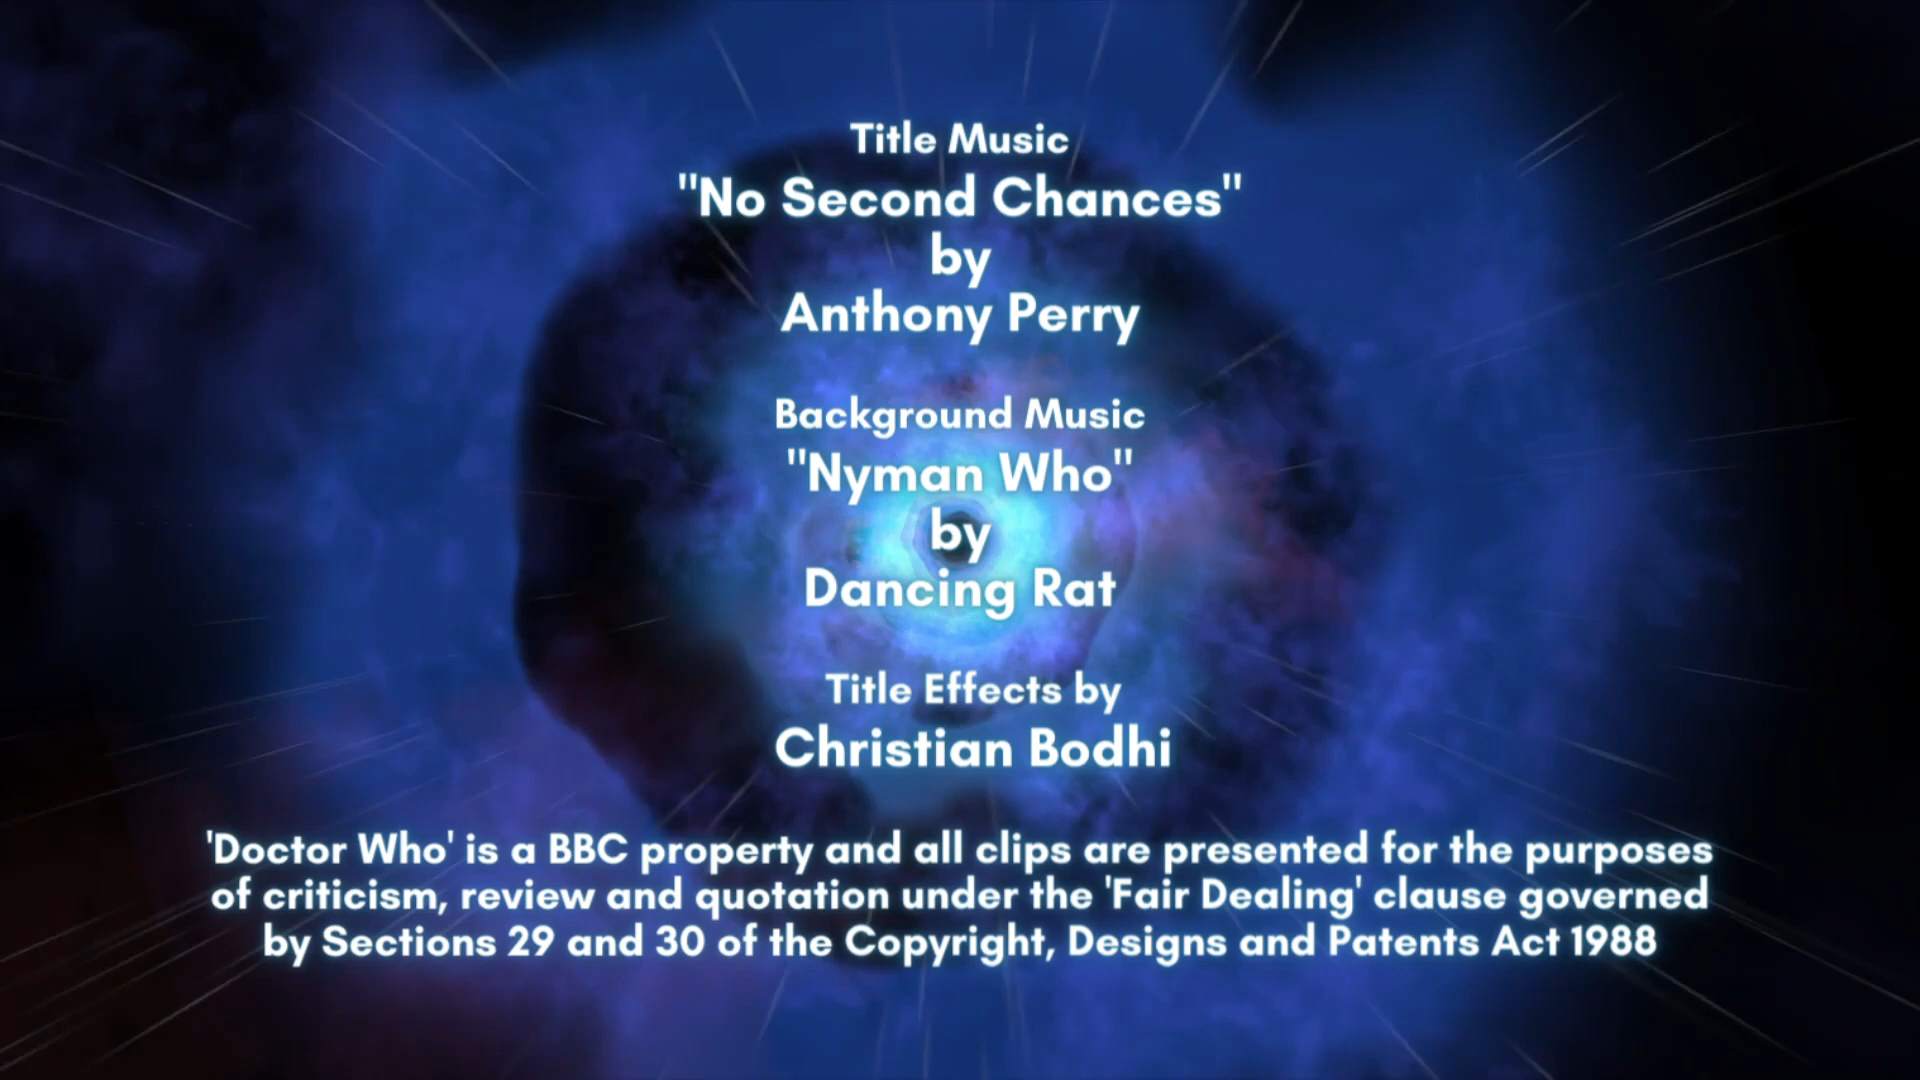 Title Music
"No Second Chances"
by
Anthony Perry
Background Music
"Nyman Who"
by
Dancing Rat
Title Effects by
Christian Bodhi
'Doctor Who' is a BBC property and all clips are presented for the purposes
of criticism, review and quotation under the 'Fair Dealing' clause governed
by Sections 29 and 30 of the Copyright, Designs and Patents Act 1988